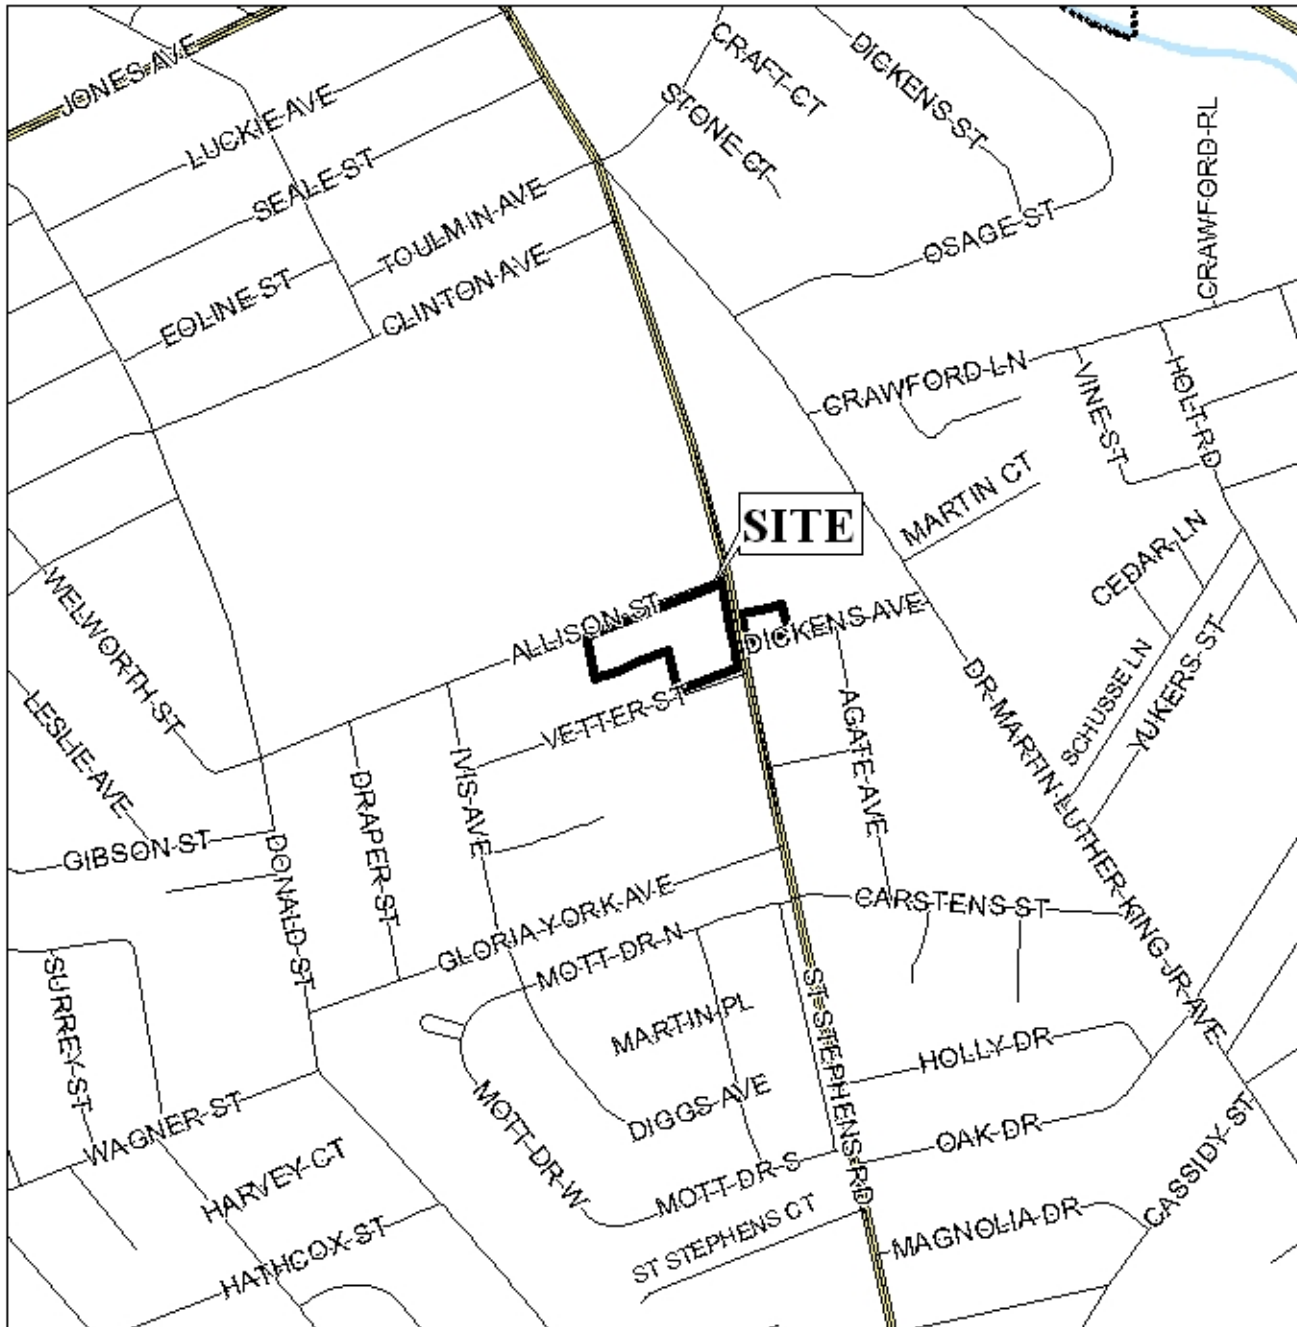 JONES AVE
LUCKIE AVE
SEALE ST
TOULMIN AVE
EOLINE ST
CLINTON AVE
CRAFT CT
STONE CT
DICKENS ST
OSAGE ST
CRAWFORD RL
CRAWFORD LN
VINE ST
HOLT RD
MARTIN CT
SITE
CEDAR LN
WELWORTH ST
ALLISON ST
DICKENS AVE
LESLIE AVE
VETTER ST
IVIS AVE
DRAPER ST
AGATE AVE
DR MARTIN LUTHER KING JR AVE
SCHUSSE LN
YUKERS ST
GIBSON ST
DONALD ST
GLORIA YORK AVE
CARSTENS ST
MOTT DR N
SURREY ST
MARTIN PL
ST STEPHENS RD
HOLLY DR
WAGNER ST
MOTT DR W
DIGGS AVE
OAK DR
HARVEY CT
MOTT DR S
CASSIDY ST
HATHCOX ST
ST STEPHENS CT
MAGNOLIA DR